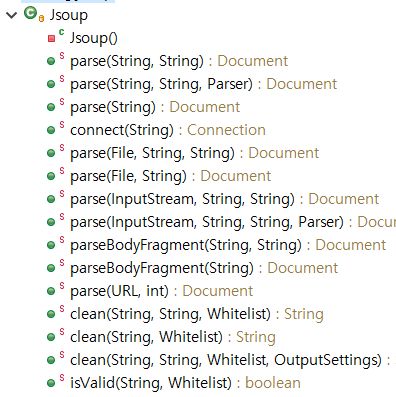 Jsoup
Jsoup()
parse(String, String) : Document
parse(String, String, Parser) : Document
parse(String) : Document
connect(String) : Connection
parse(File, String, String) : Document
parse(File, String) : Document
parse(InputStream, String, String) : Document
parse(InputStream, String, String, Parser) : Docu
parseBodyFragment(String, String) : Document
parseBodyFragment(String) : Document
parse(URL, int) : Document
clean(String, String, Whitelist) : String
clean(String, Whitelist) : String
clean(String, String, Whitelist, OutputSettings) :
isValid(String, Whitelist) : boolean